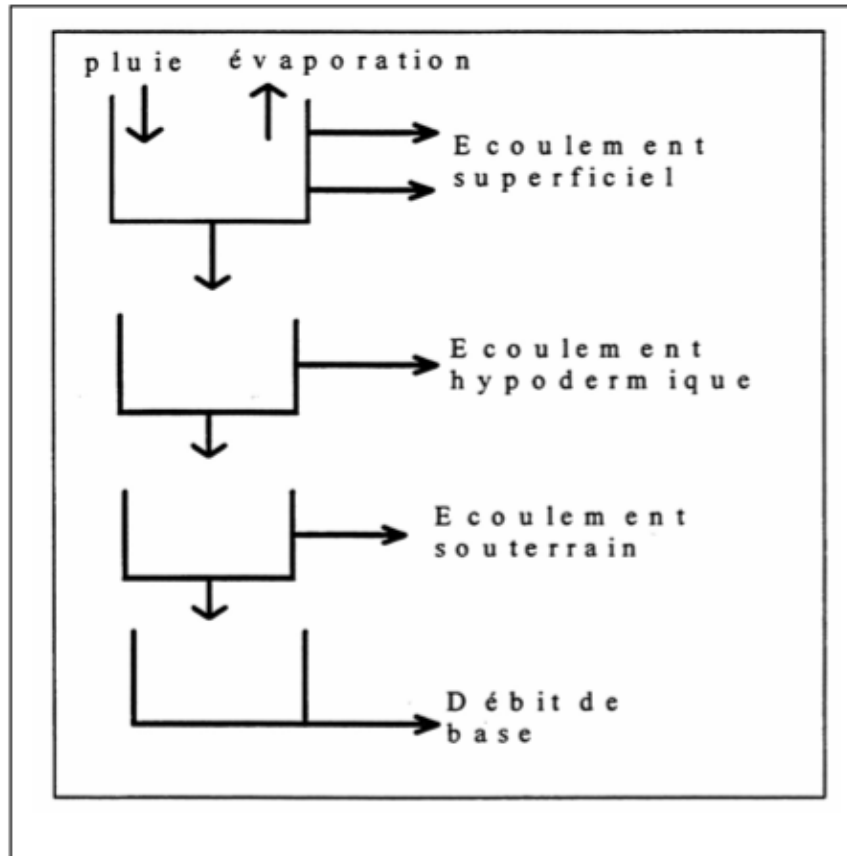 pluie évaporation
Ecoulement
superficiel
Ecoulement
hypodermique
Ecoulement
souterrain
Débit de
base